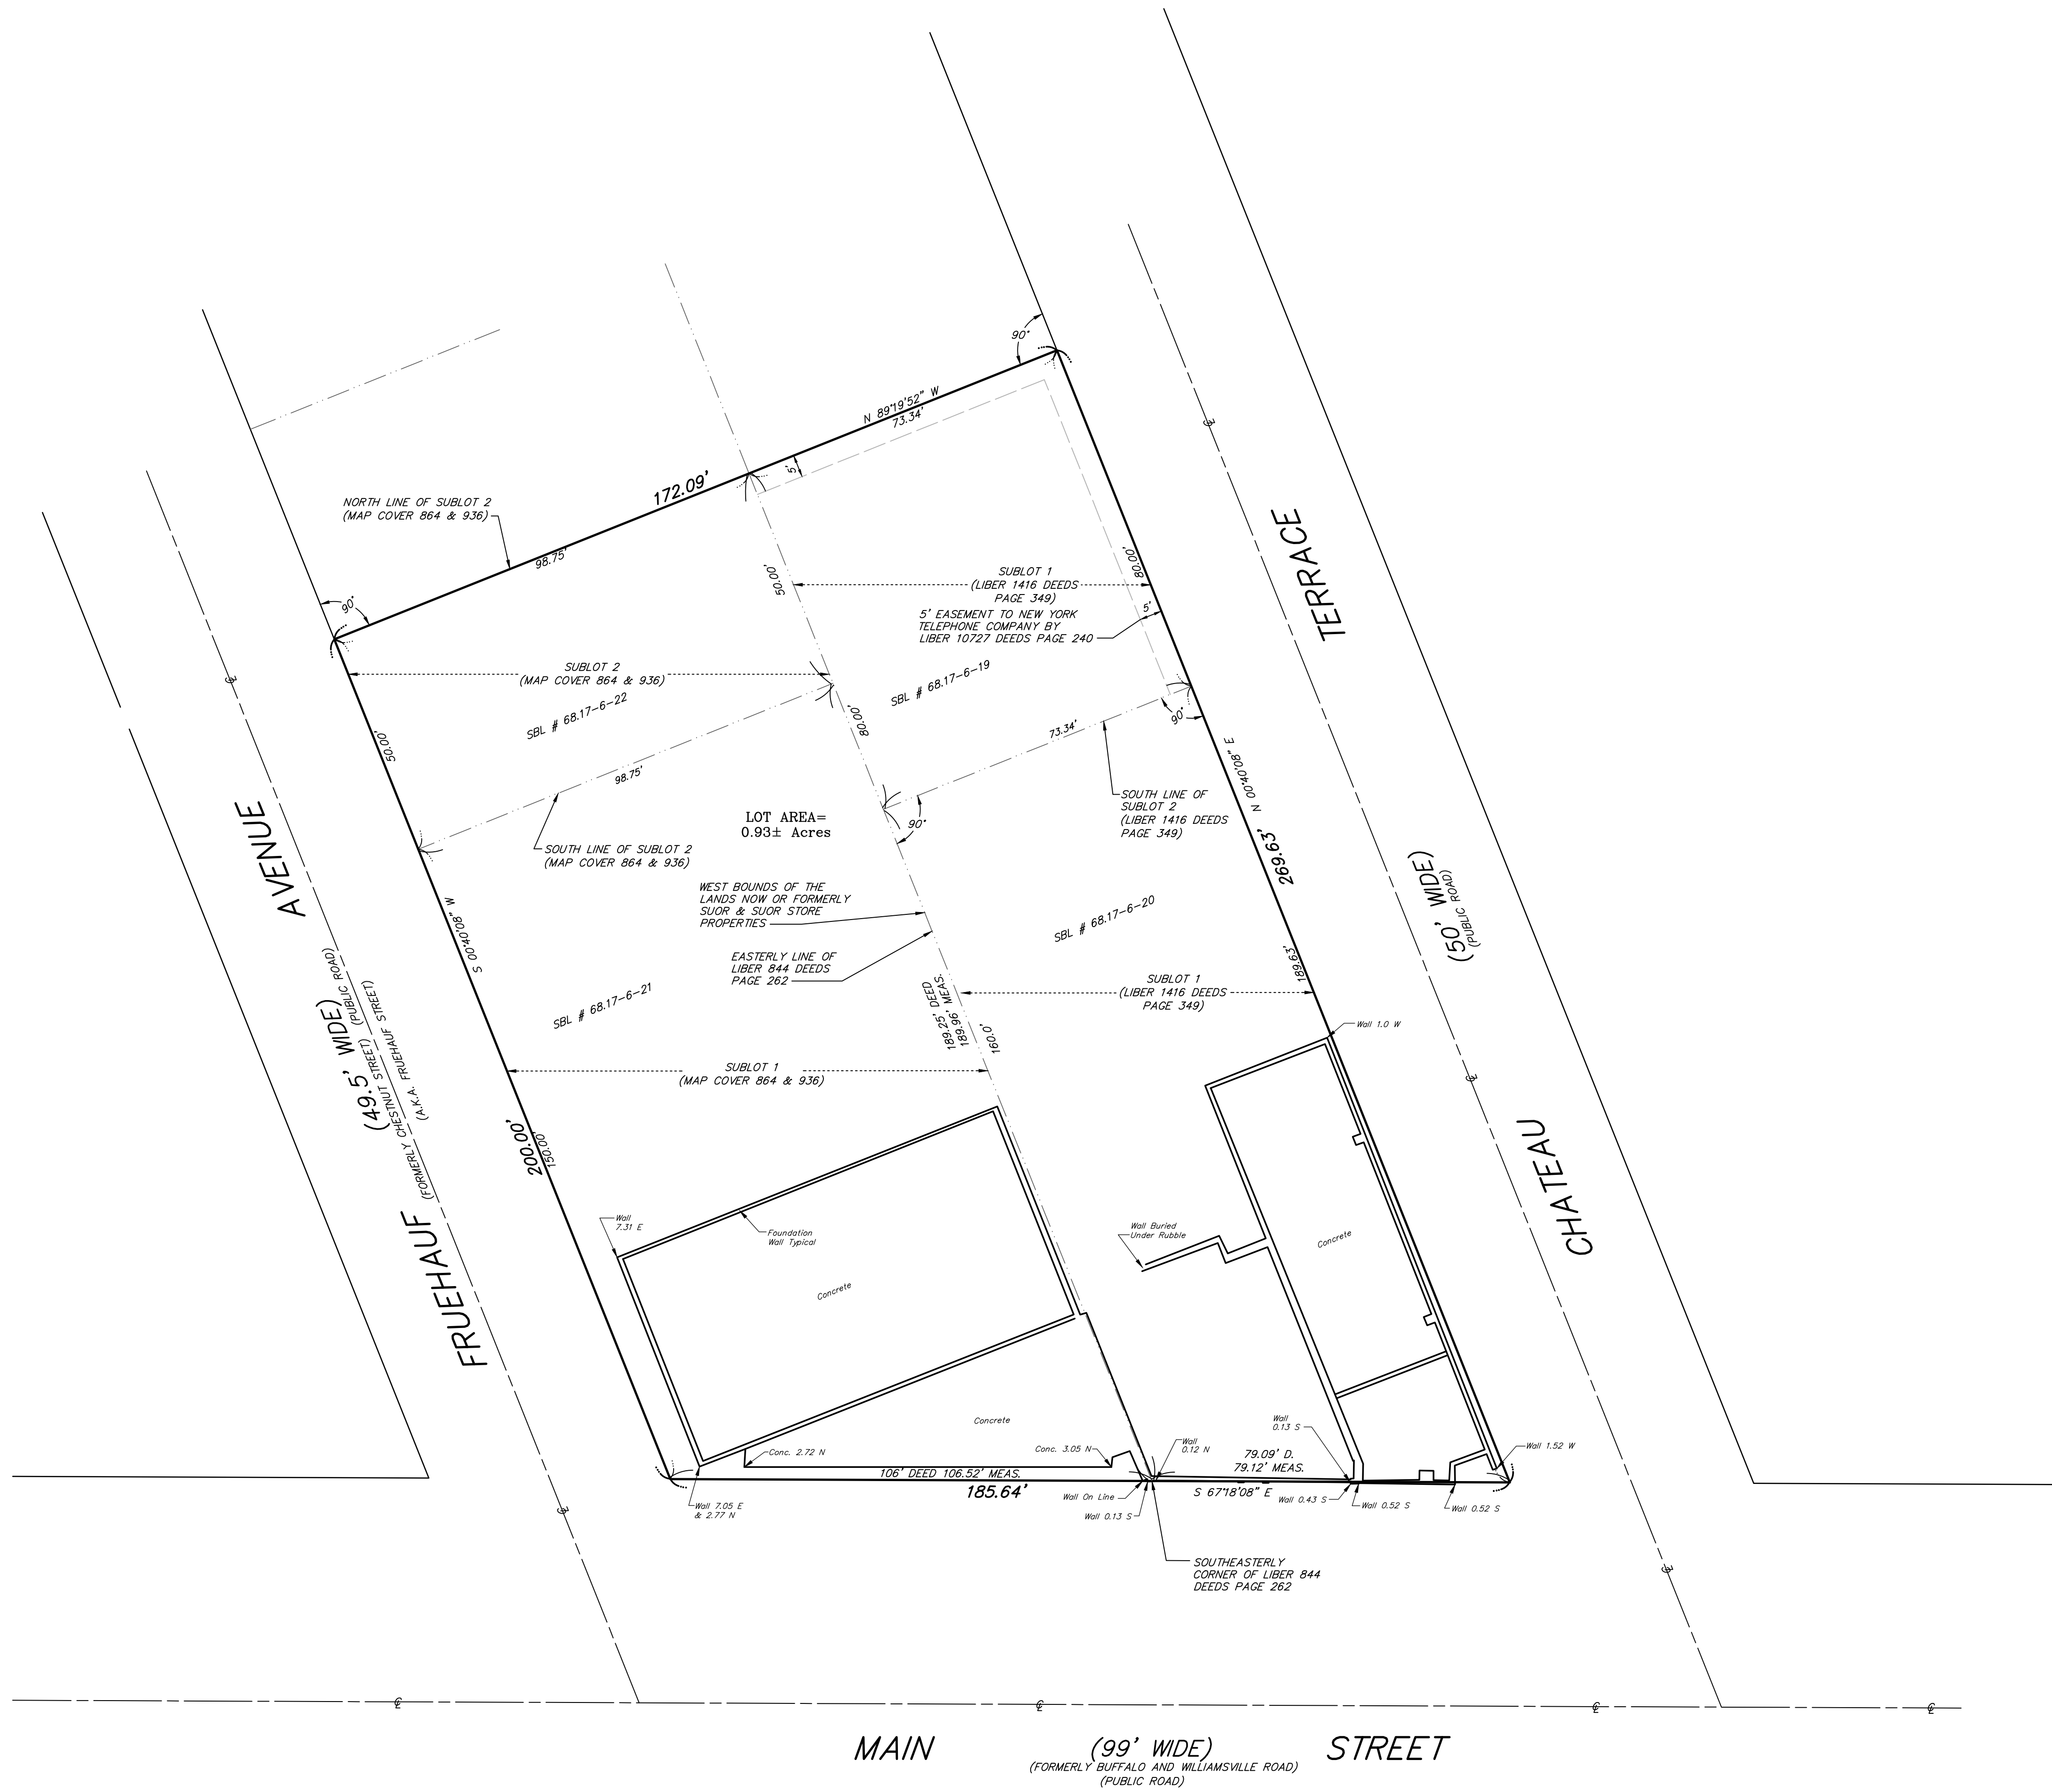 90°
N 89°19'52" W
73.34'
5'
172.09'
NORTH LINE OF SUBLOT 2
(MAP COVER 864 & 936)
98.75'
90°
50.00'
SUBLOT 1
(LIBER 1416 DEEDS
PAGE 349)
80.00'
5'
5' EASEMENT TO NEW YORK
TELEPHONE COMPANY BY
LIBER 10727 DEEDS PAGE 240
TERRACE
SUBLOT 2
(MAP COVER 864 & 936)
SBL # 68.17-6-22
SBL # 68.17-6-19
50.00'
80.00'
73.34'
90°
98.75'
N 00°40'08" E
SOUTH LINE OF
SUBLOT 2
(LIBER 1416 DEEDS
PAGE 349)
LOT AREA=
0.93± Acres
90°
SOUTH LINE OF SUBLOT 2
(MAP COVER 864 & 936)
269.63'
AVENUE
WEST BOUNDS OF THE
LANDS NOW OR FORMERLY
SUOR & SUOR STORE
PROPERTIES
SBL # 68.17-6-20
(50' WIDE)
(PUBLIC ROAD)
S 00°40'08" W
EASTERLY LINE OF
LIBER 844 DEEDS
PAGE 262
189.63'
SUBLOT 1
(LIBER 1416 DEEDS
PAGE 349)
SBL # 68.17-6-21
189.25' DEED
189.96' MEAS.
160.0'
(49.5' WIDE)
(PUBLIC ROAD)
(FORMERLY CHESTNUT STREET)
(A.K.A. FRUEHAUF STREET)
Wall 1.0 W
SUBLOT 1
(MAP COVER 864 & 936)
200.00'
150.00'
CHATEAU
FRUEHAUF
Wall
7.31 E
Foundation
Wall Typical
Wall Buried
Under Rubble
Concrete
Concrete
Concrete
Wall
0.13 S
Conc. 2.72 N
Conc. 3.05 N
Wall
0.12 N
79.09' D.
79.12' MEAS.
Wall 1.52 W
106' DEED 106.52' MEAS.
185.64'
Wall On Line
S 67°18'08" E
Wall 0.43 S
Wall 0.52 S
Wall 0.52 S
Wall 7.05 E
& 2.77 N
Wall 0.13 S
SOUTHEASTERLY
CORNER OF LIBER 844
DEEDS PAGE 262
MAIN (99' WIDE) STREET
(FORMERLY BUFFALO AND WILLIAMSVILLE ROAD)
(PUBLIC ROAD)